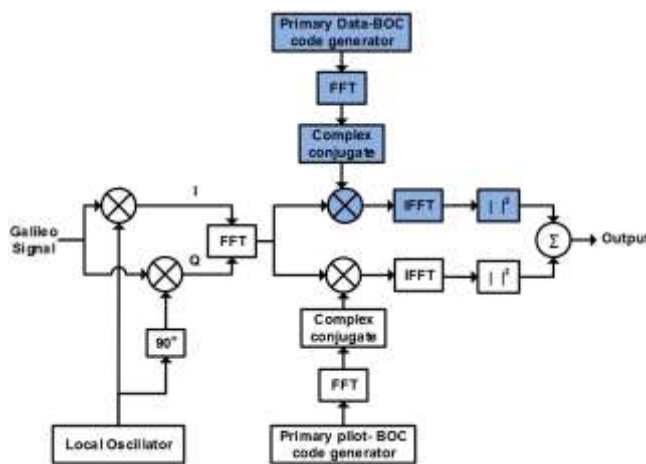 Primary Data-BOC
code generator
FFT
Complex
conjugate
I
IFFT
| |²
Galileo
Signal
FFT
Σ
Output
Q
IFFT
| |²
90°
Complex
conjugate
FFT
Local Oscillator
Primary pilot- BOC
code generator